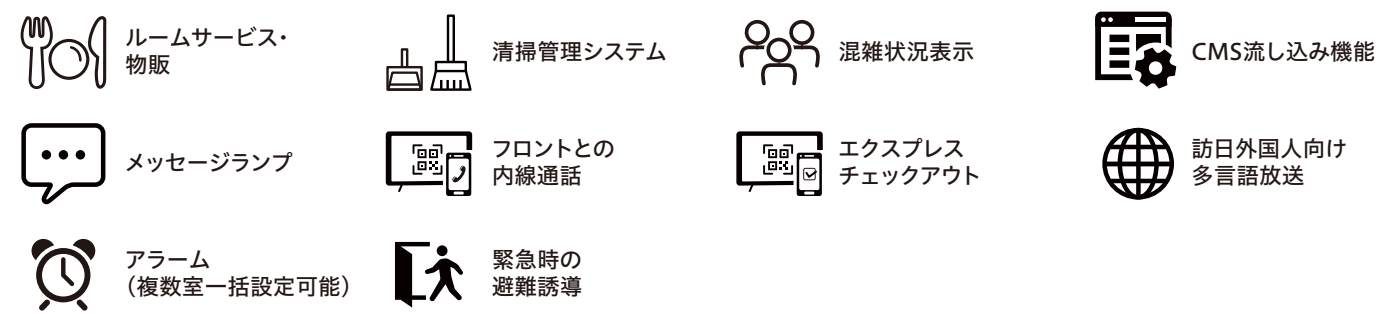 ルームサービス・
物販
清掃管理システム
混雑状況表示
CMS流し込み機能
メッセージランプ
フロントとの
内線通話
エクスプレス
チェックアウト
訪日外国人向け
多言語放送
アラーム
（複数室一括設定可能）
緊急時の
避難誘導